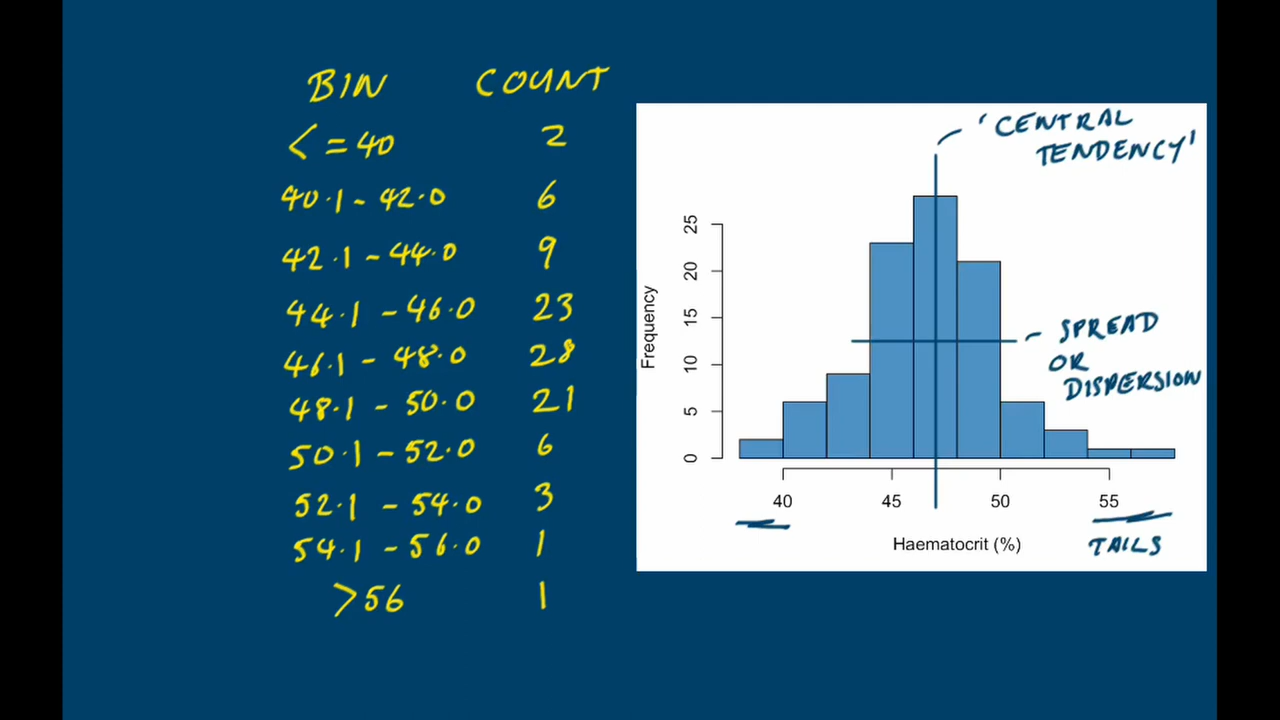 BIN COUNT
<=40 2
40.1-42.0 6
42.1-44.0 9
44.1-46.0 23
46.1-48.0 28
48.1-50.0 21
50.1-52.0 6
52.1-54.0 3
54.1-56.0 1
>56 1
'CENTRAL
TENDENCY'
SPREAD
OR
DISPERSION
Frequency
25
20
15
10
5
0
40 45 50 55
Haematocrit (%)
TAILS